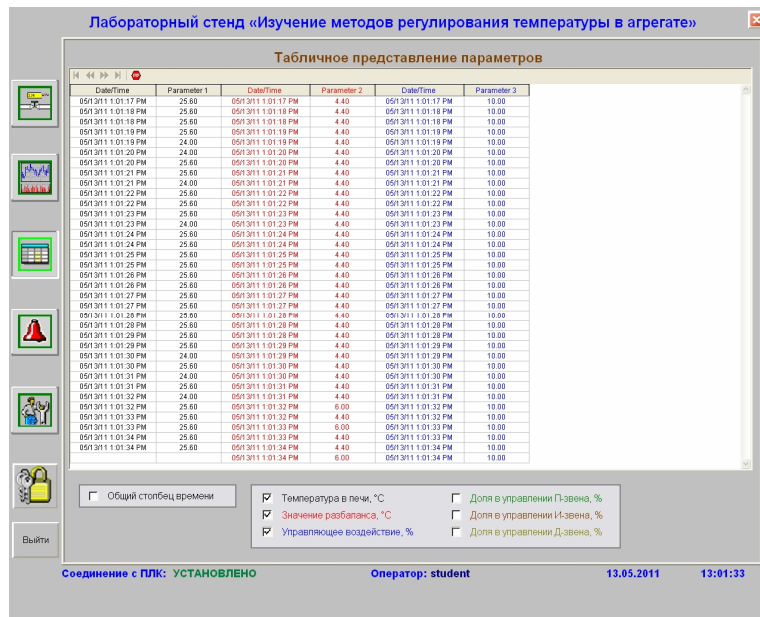 Лабораторный стенд «Изучение методов регулирования температуры в агрегате»
Табличное представление параметров
Date/Time Parameter 1 Date/Time Parameter 2 Date/Time Parameter 3
05/13/11 1:01:17 PM 25.60 05/13/11 1:01:17 PM 4.40 05/13/11 1:01:17 PM 10.00
05/13/11 1:01:18 PM 25.60 05/13/11 1:01:18 PM 4.40 05/13/11 1:01:18 PM 10.00
05/13/11 1:01:18 PM 25.60 05/13/11 1:01:18 PM 4.40 05/13/11 1:01:18 PM 10.00
05/13/11 1:01:19 PM 25.60 05/13/11 1:01:19 PM 4.40 05/13/11 1:01:19 PM 10.00
05/13/11 1:01:19 PM 24.00 05/13/11 1:01:19 PM 4.40 05/13/11 1:01:19 PM 10.00
05/13/11 1:01:20 PM 24.00 05/13/11 1:01:20 PM 4.40 05/13/11 1:01:20 PM 10.00
05/13/11 1:01:20 PM 25.60 05/13/11 1:01:20 PM 4.40 05/13/11 1:01:20 PM 10.00
05/13/11 1:01:21 PM 25.60 05/13/11 1:01:21 PM 4.40 05/13/11 1:01:21 PM 10.00
05/13/11 1:01:21 PM 24.00 05/13/11 1:01:21 PM 4.40 05/13/11 1:01:21 PM 10.00
05/13/11 1:01:22 PM 25.60 05/13/11 1:01:22 PM 4.40 05/13/11 1:01:22 PM 10.00
05/13/11 1:01:22 PM 25.60 05/13/11 1:01:22 PM 4.40 05/13/11 1:01:22 PM 10.00
05/13/11 1:01:23 PM 25.60 05/13/11 1:01:23 PM 4.40 05/13/11 1:01:23 PM 10.00
05/13/11 1:01:23 PM 24.00 05/13/11 1:01:23 PM 4.40 05/13/11 1:01:23 PM 10.00
05/13/11 1:01:24 PM 25.60 05/13/11 1:01:24 PM 4.40 05/13/11 1:01:24 PM 10.00
05/13/11 1:01:24 PM 25.60 05/13/11 1:01:24 PM 4.40 05/13/11 1:01:24 PM 10.00
05/13/11 1:01:25 PM 25.60 05/13/11 1:01:25 PM 4.40 05/13/11 1:01:25 PM 10.00
05/13/11 1:01:25 PM 25.60 05/13/11 1:01:25 PM 4.40 05/13/11 1:01:25 PM 10.00
05/13/11 1:01:26 PM 25.60 05/13/11 1:01:26 PM 4.40 05/13/11 1:01:26 PM 10.00
05/13/11 1:01:26 PM 25.60 05/13/11 1:01:26 PM 4.40 05/13/11 1:01:26 PM 10.00
05/13/11 1:01:27 PM 25.60 05/13/11 1:01:27 PM 4.40 05/13/11 1:01:27 PM 10.00
05/13/11 1:01:27 PM 25.60 05/13/11 1:01:27 PM 4.40 05/13/11 1:01:27 PM 10.00
05/13/11 1:01:28 PM 25.60 05/13/11 1:01:28 PM 4.40 05/13/11 1:01:28 PM 10.00
05/13/11 1:01:28 PM 25.60 05/13/11 1:01:28 PM 4.40 05/13/11 1:01:28 PM 10.00
05/13/11 1:01:29 PM 25.60 05/13/11 1:01:29 PM 4.40 05/13/11 1:01:29 PM 10.00
05/13/11 1:01:30 PM 24.00 05/13/11 1:01:29 PM 4.40 05/13/11 1:01:29 PM 10.00
05/13/11 1:01:30 PM 25.60 05/13/11 1:01:30 PM 4.40 05/13/11 1:01:30 PM 10.00
05/13/11 1:01:31 PM 24.00 05/13/11 1:01:30 PM 4.40 05/13/11 1:01:30 PM 10.00
05/13/11 1:01:31 PM 25.60 05/13/11 1:01:31 PM 4.40 05/13/11 1:01:31 PM 10.00
05/13/11 1:01:32 PM 24.00 05/13/11 1:01:31 PM 4.40 05/13/11 1:01:31 PM 10.00
05/13/11 1:01:32 PM 25.60 05/13/11 1:01:32 PM 6.00 05/13/11 1:01:32 PM 10.00
05/13/11 1:01:33 PM 25.60 05/13/11 1:01:32 PM 4.40 05/13/11 1:01:32 PM 10.00
05/13/11 1:01:33 PM 25.60 05/13/11 1:01:33 PM 6.00 05/13/11 1:01:33 PM 10.00
05/13/11 1:01:34 PM 25.60 05/13/11 1:01:33 PM 4.40 05/13/11 1:01:33 PM 10.00
05/13/11 1:01:34 PM 25.60 05/13/11 1:01:34 PM 4.40 05/13/11 1:01:34 PM 10.00
05/13/11 1:01:34 PM 6.00 05/13/11 1:01:34 PM 10.00
Общий столбец времени
Температура в печи, °С Доля в управлении П-звена, %
Значение разбаланса, °С Доля в управлении И-звена, %
Управляющее воздействие, % Доля в управлении Д-звена, %
Выйти
Соединение с ПЛК: УСТАНОВЛЕНО Оператор: student 13.05.2011 13:01:33